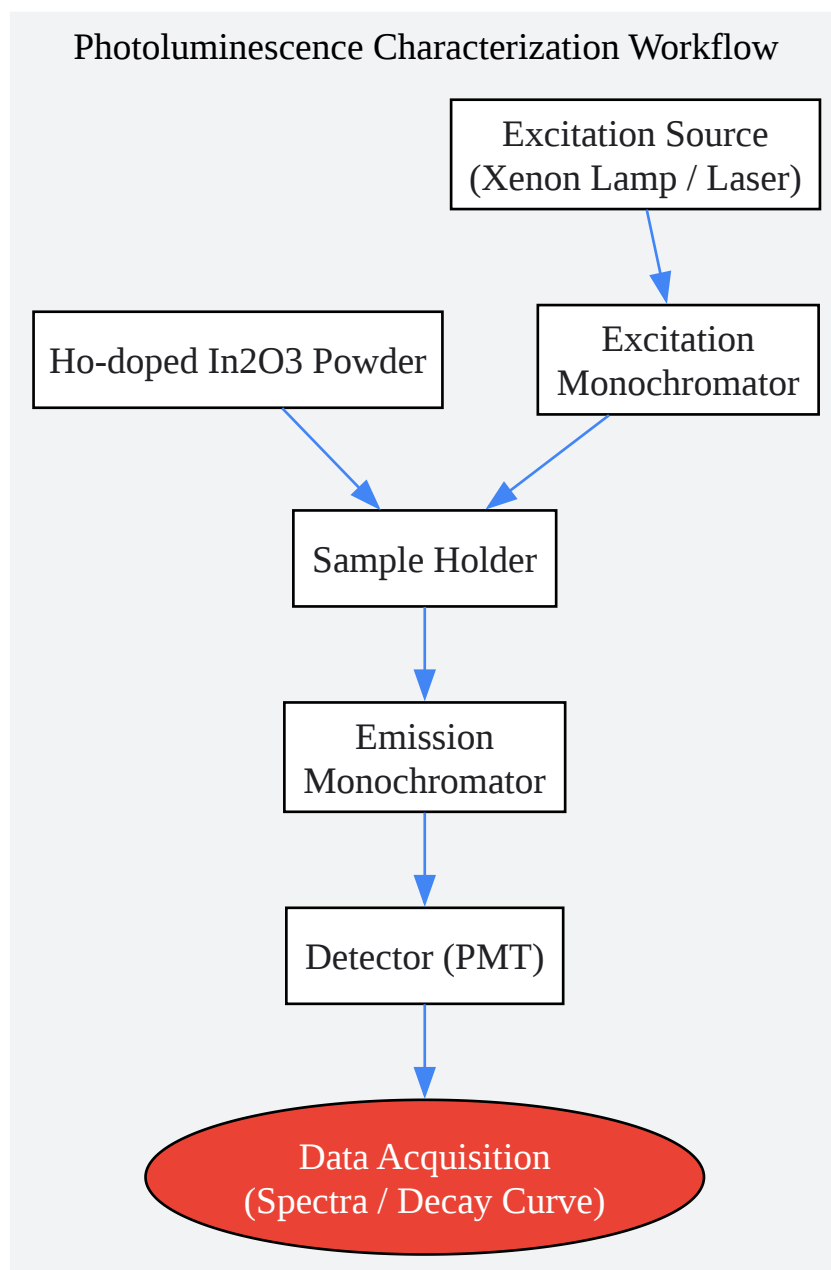 Photoluminescence Characterization Workflow
Excitation Source
(Xenon Lamp / Laser)
Ho-doped In2O3 Powder
Excitation
Monochromator
Sample Holder
Emission
Monochromator
Detector (PMT)
Data Acquisition
(Spectra / Decay Curve)